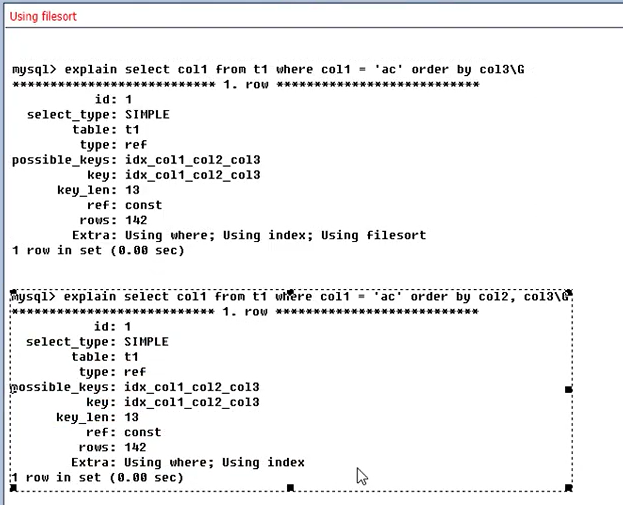 Using filesort
mysql> explain select col1 from t1 where col1 = 'ac' order by col3\G
*************************** 1. row ***************************
id: 1
select_type: SIMPLE
table: t1
type: ref
possible_keys: idx_col1_col2_col3
key: idx_col1_col2_col3
key_len: 13
ref: const
rows: 142
Extra: Using where; Using index; Using filesort
1 row in set (0.00 sec)
mysql> explain select col1 from t1 where col1 = 'ac' order by col2, col3\G
*************************** 1. row ***************************
id: 1
select_type: SIMPLE
table: t1
type: ref
possible_keys: idx_col1_col2_col3
key: idx_col1_col2_col3
key_len: 13
ref: const
rows: 142
Extra: Using where; Using index
1 row in set (0.00 sec)